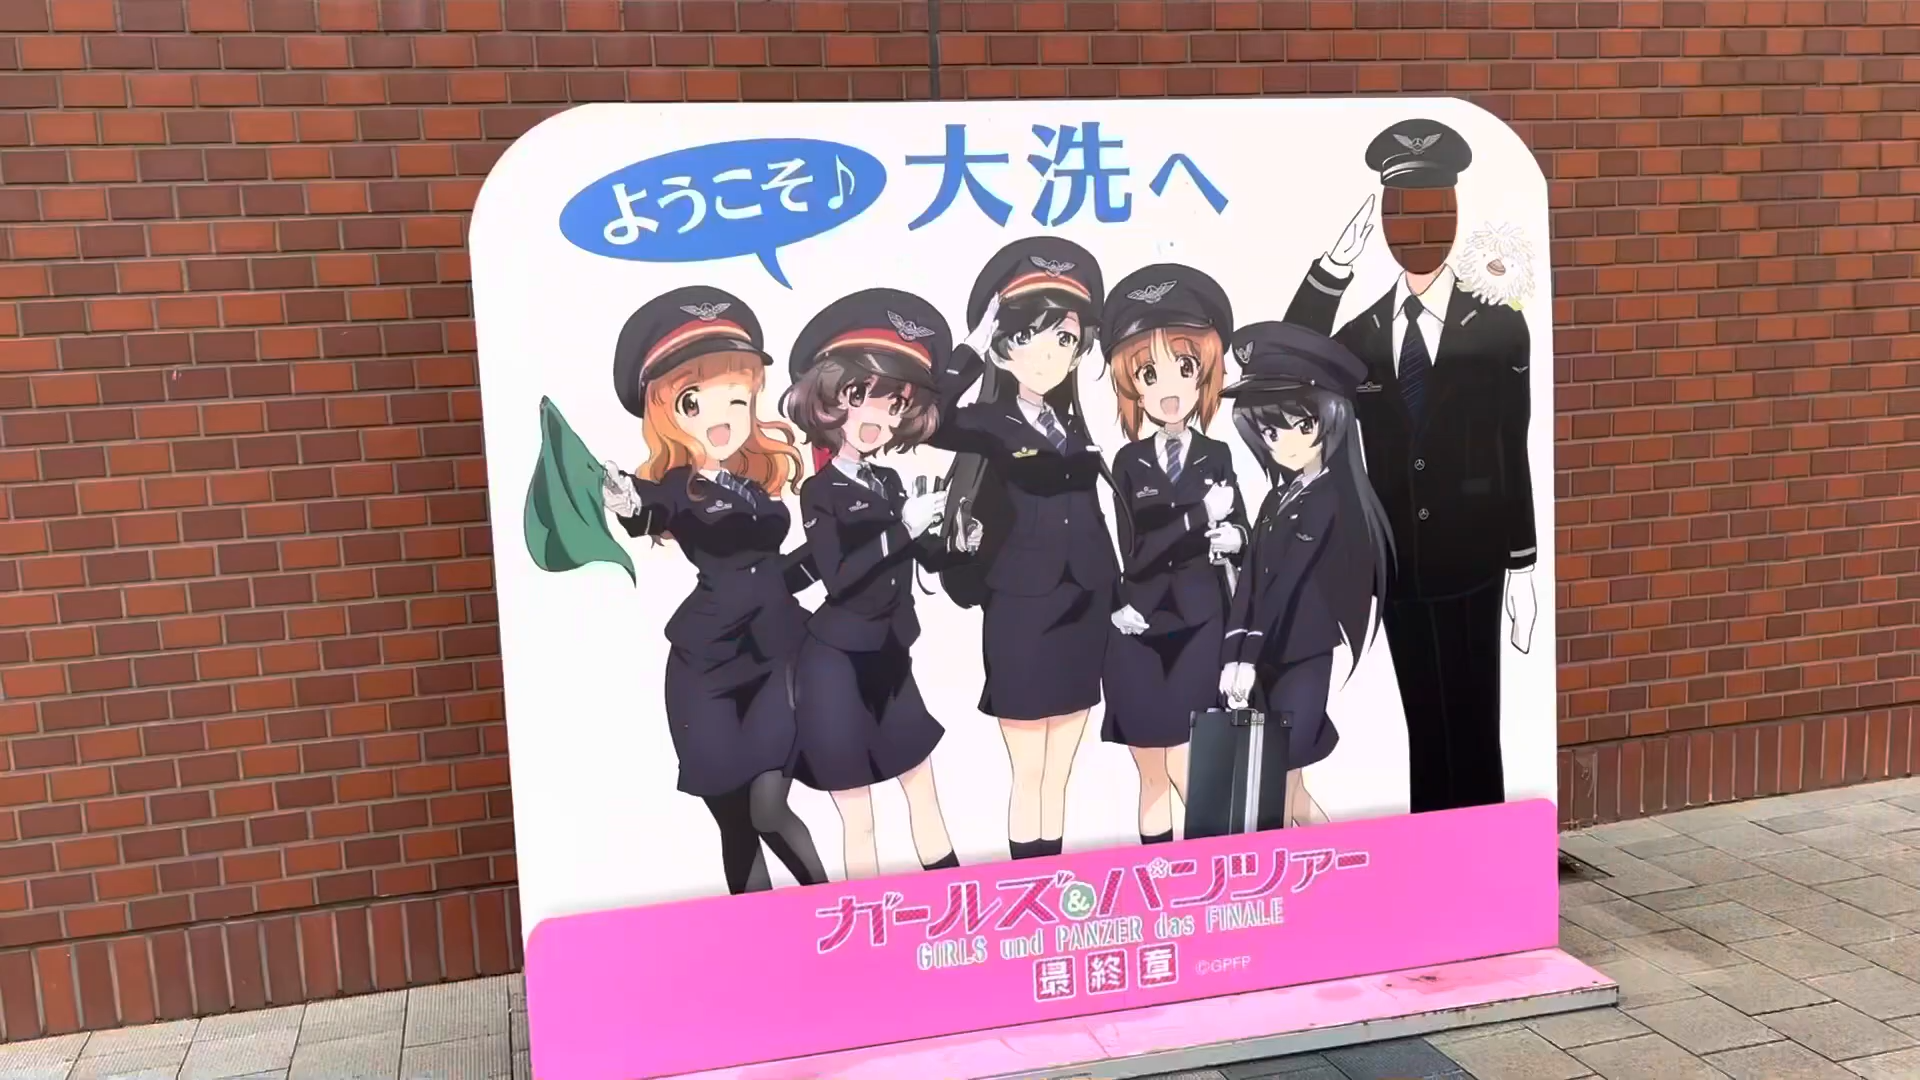 ようこそ♪
大洗へ
ガールズ&パンツァー
GIRLS und PANZER das FINALE
最終章
©GPFP